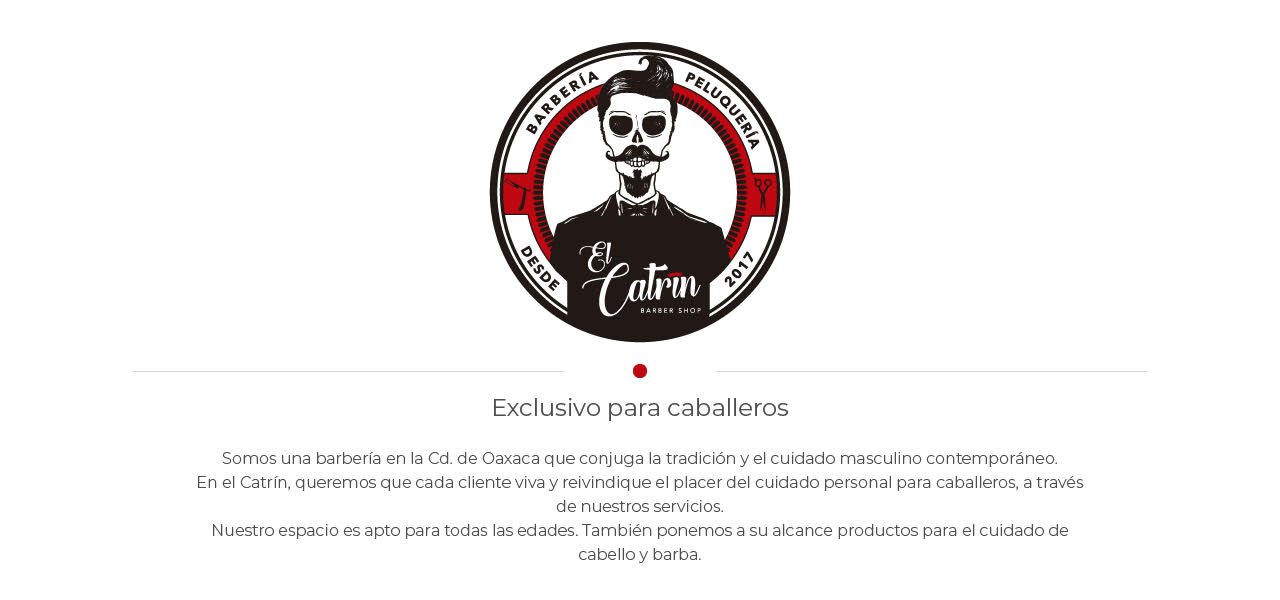 BARBERÍA
PELUQUERÍA
DESDE
2017
El
Catrín
BARBER SHOP
Exclusivo para caballeros
Somos una barbería en la Cd. de Oaxaca que conjuga la tradición y el cuidado masculino contemporáneo.
En el Catrín, queremos que cada cliente viva y reivindique el placer del cuidado personal para caballeros, a través
de nuestros servicios.
Nuestro espacio es apto para todas las edades. También ponemos a su alcance productos para el cuidado de
cabello y barba.